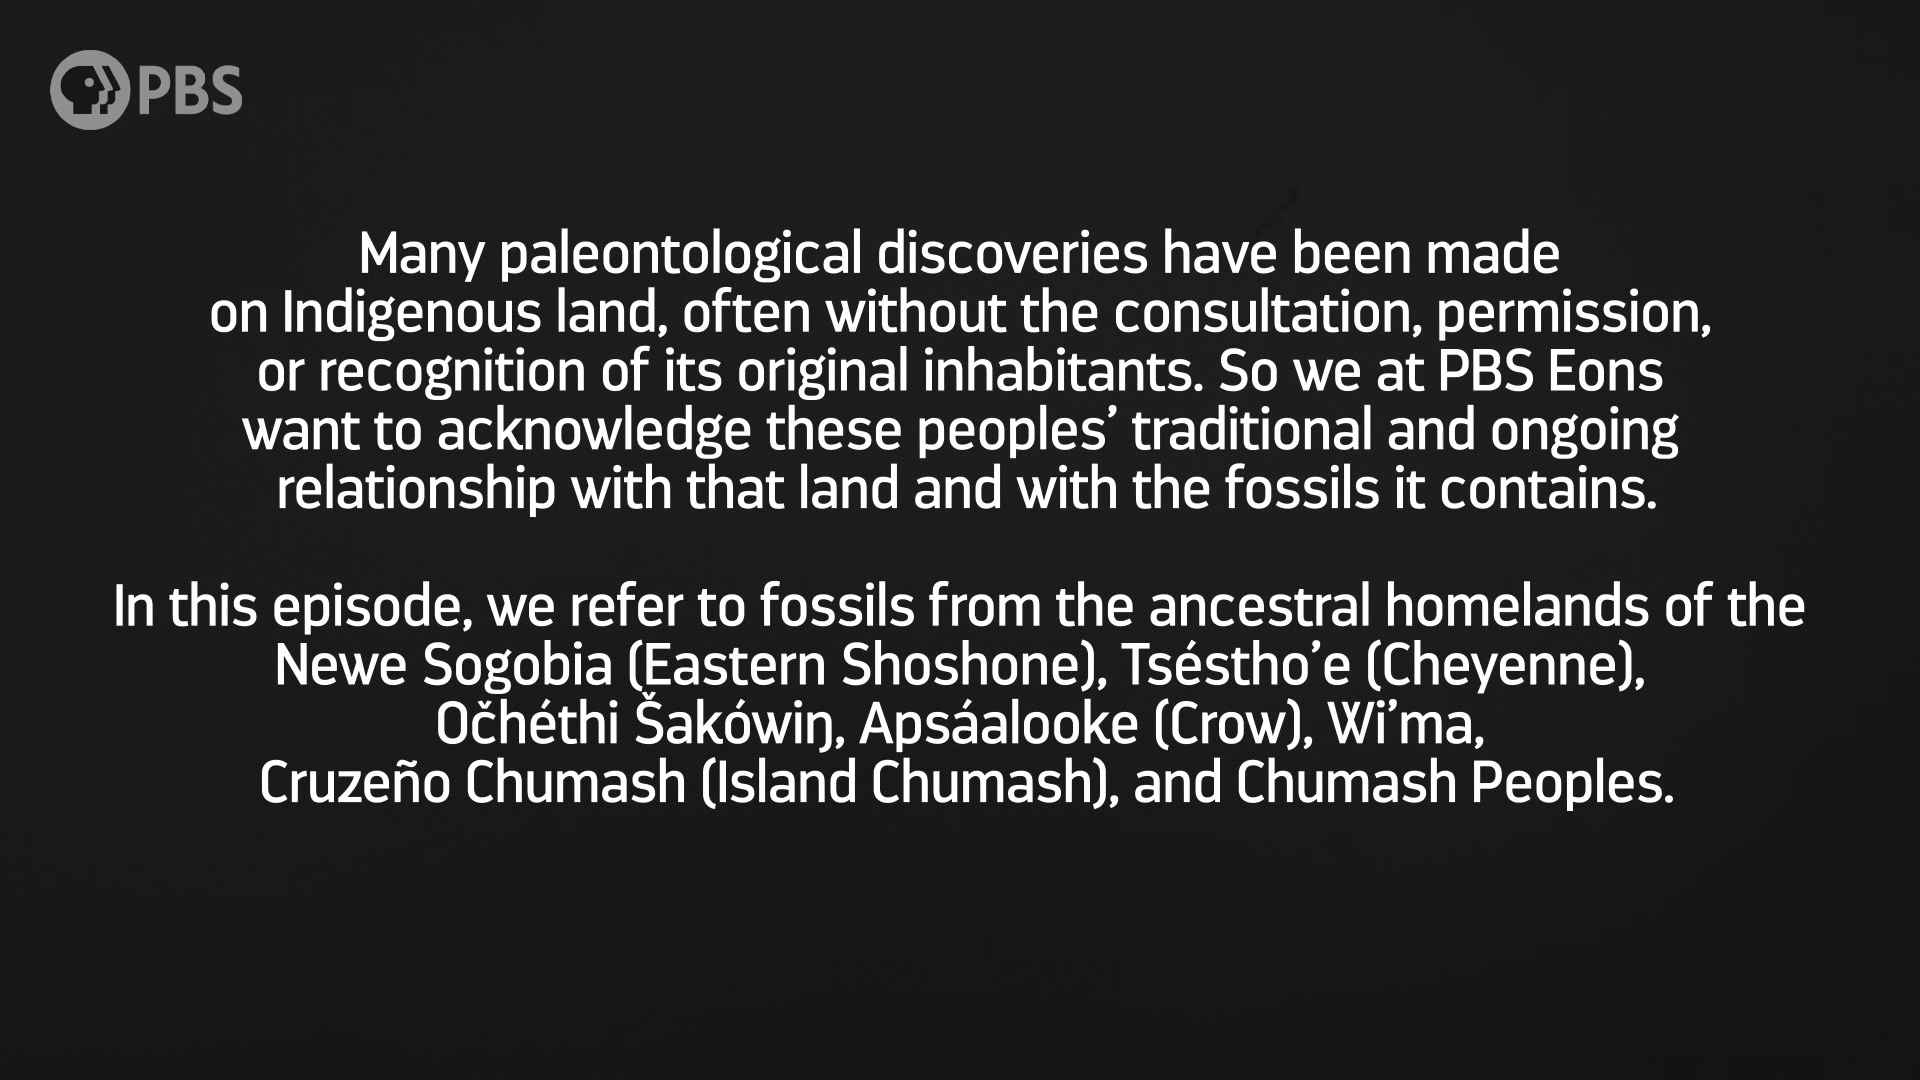 PBS
Many paleontological discoveries have been made
on Indigenous land, often without the consultation, permission,
or recognition of its original inhabitants. So we at PBS Eons
want to acknowledge these peoples’ traditional and ongoing
relationship with that land and with the fossils it contains.
In this episode, we refer to fossils from the ancestral homelands of the
Newe Sogobia (Eastern Shoshone), Tséstho’e (Cheyenne),
Očhéthi Šakówiŋ, Apsáalooke (Crow), Wi’ma,
Cruzeño Chumash (Island Chumash), and Chumash Peoples.